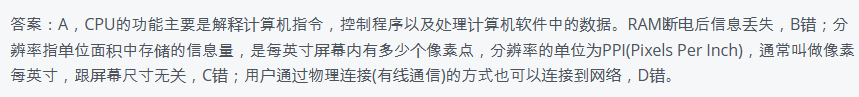 答案：A，CPU的功能主要是解释计算机指令，控制程序以及处理计算机软件中的数据。RAM断电后信息丢失，B错；分
辨率指单位面积中存储的信息量，是每英寸屏幕内有多少个像素点，分辨率的单位为PPI(Pixels Per Inch)，通常叫做像素
每英寸，跟屏幕尺寸无关，C错；用户通过物理连接(有线通信)的方式也可以连接到网络，D错。